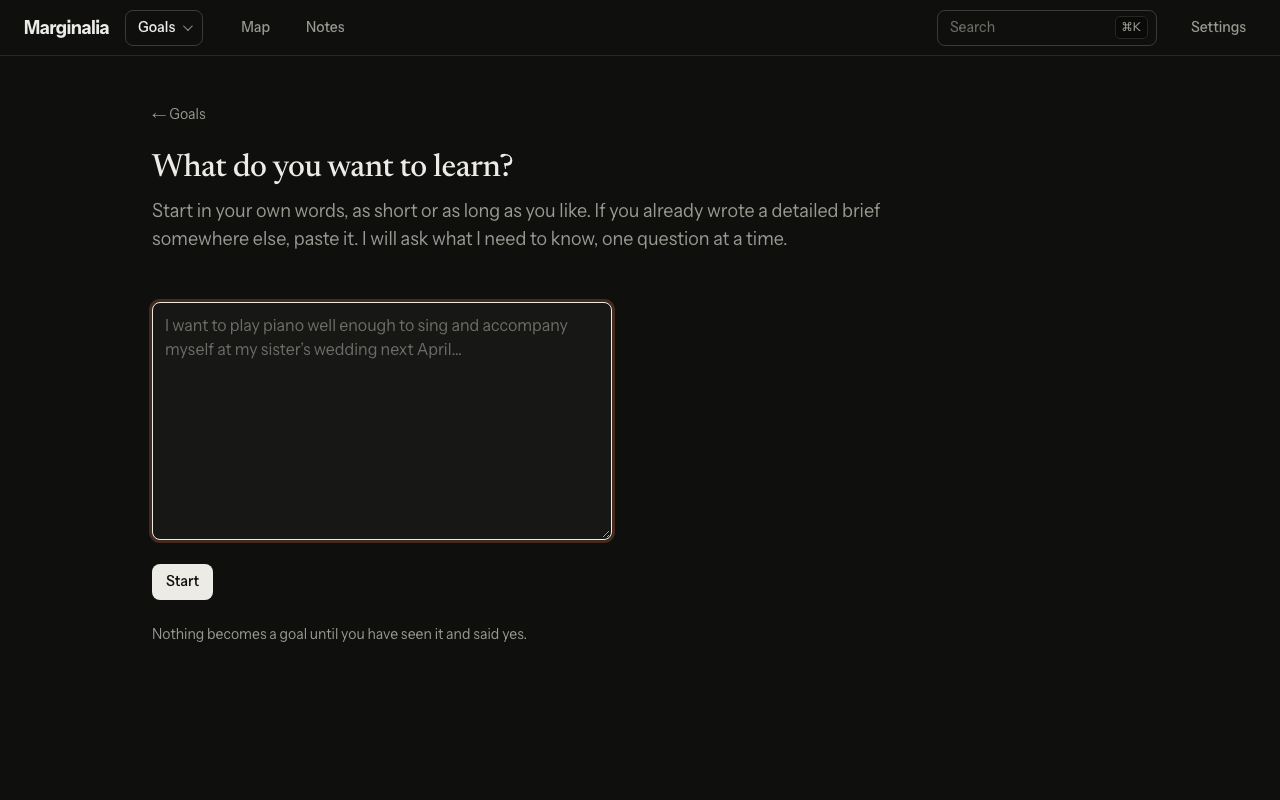 Marginalia
Goals
Map
Notes
Search
⌘K
Settings
← Goals
What do you want to learn?
Start in your own words, as short or as long as you like. If you already wrote a detailed brief
somewhere else, paste it. I will ask what I need to know, one question at a time.
I want to play piano well enough to sing and accompany
myself at my sister’s wedding next April…
Start
Nothing becomes a goal until you have seen it and said yes.